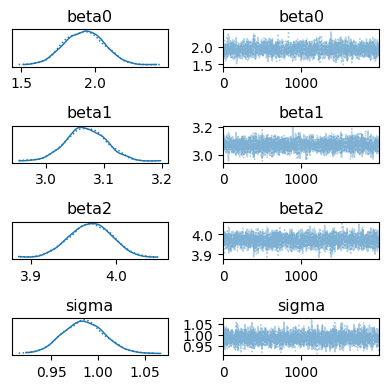 beta0 beta0
2.0
1.5
1.5 2.0 0 1000
beta1 beta1
3.2
3.0
3.0 3.1 3.2 0 1000
beta2 beta2
4.0
3.9
3.9 4.0 0 1000
sigma sigma
1.05
1.00
0.95
0.95 1.00 1.05 0 1000